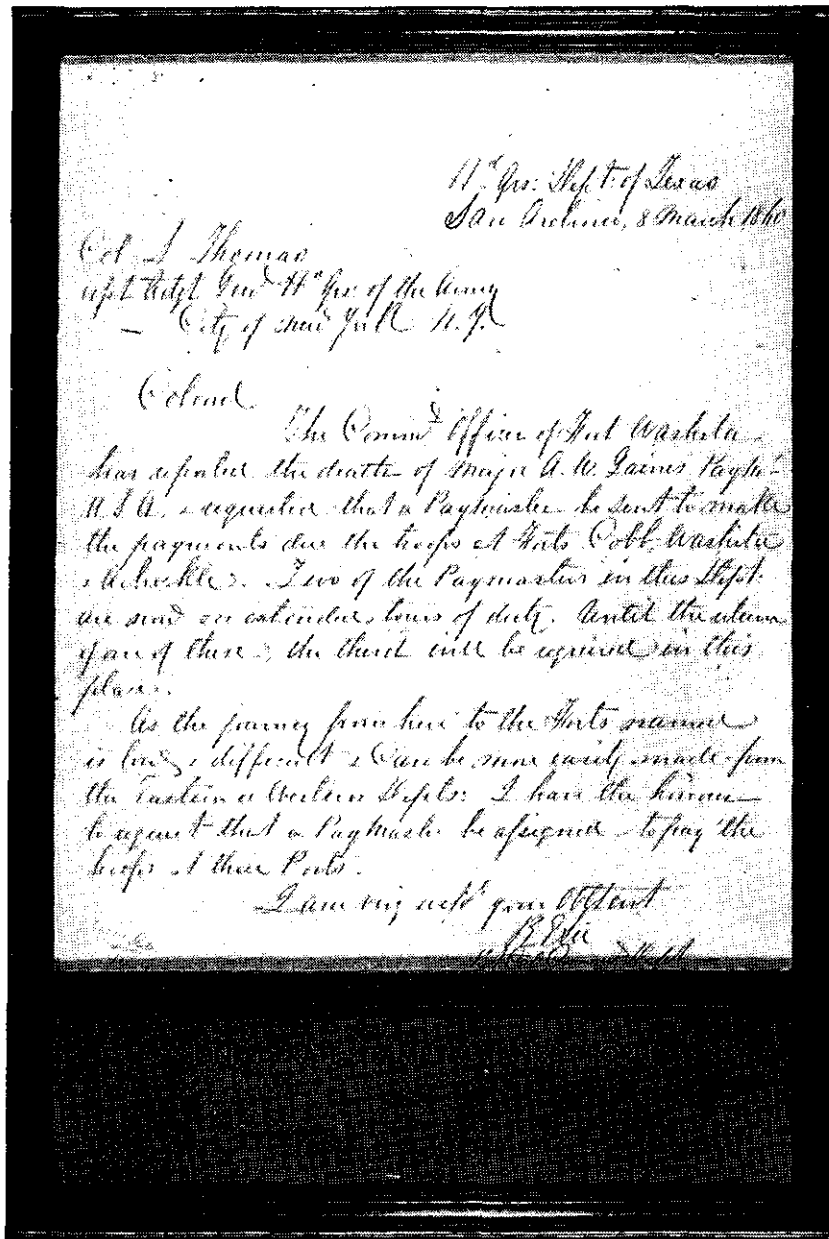 Hd Qrs: Dept: of Texas
San Antonio, 8 March 1860
Col. L Thomas
Asst Adjt Genl Hd Qrs: of the Army
— City of New York N. Y.
Colonel
The Commd Officer of Fort Washita
has reported the death of Major A. W. Gaines Paymr
U S A. & requested that a Paymaster be sent to make
the payments due the troops at Forts Cobb, Washita
& Arbuckle. Two of the Paymasters in this Dept:
are now on extended tours of duty. Until the return
of one of these, the third will be required in this
place.
As the journey from here to the Forts named
is long & difficult & can be more easily made from
the Eastern or Western Depts: I have the honour
to request that a Paymaster be assigned to pay the
troops at these Posts.
I am very respy your Obt Servt
R E Lee